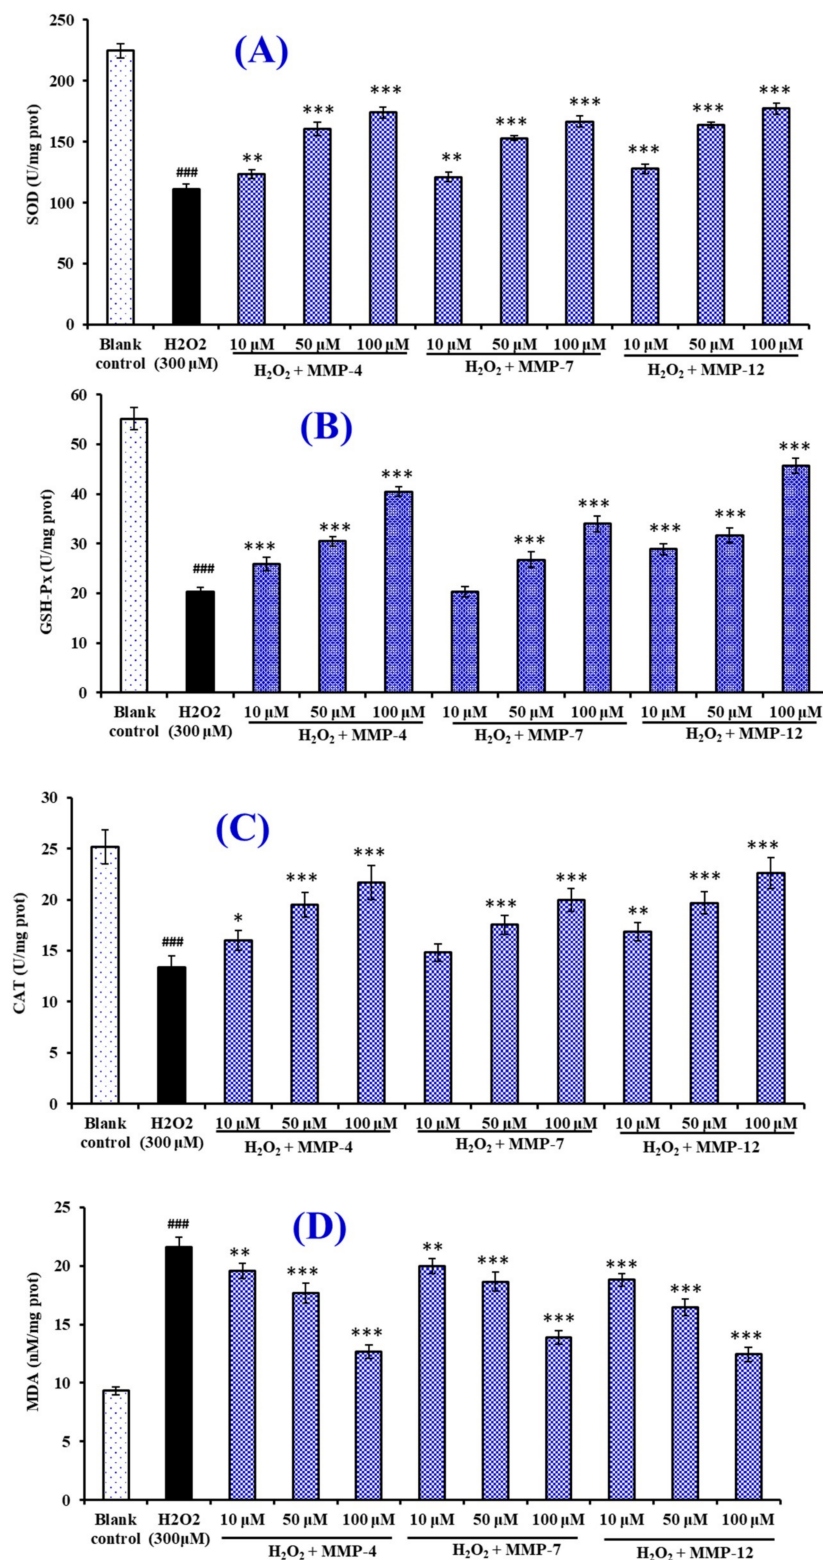 (A)
SOD (U/mg prot)
250
200
150
100
50
0
###
**
***
***
**
***
***
***
***
***
Blank control
H2O2 (300 μM)
10 μM 50 μM 100 μM 10 μM 50 μM 100 μM 10 μM 50 μM 100 μM
H₂O₂ + MMP-4 H₂O₂ + MMP-7 H₂O₂ + MMP-12
(B)
GSH-Px (U/mg prot)
60
50
40
30
20
10
0
###
***
***
***
***
***
***
***
***
Blank control
H2O2 (300 μM)
10 μM 50 μM 100 μM 10 μM 50 μM 100 μM 10 μM 50 μM 100 μM
H₂O₂ + MMP-4 H₂O₂ + MMP-7 H₂O₂ + MMP-12
(C)
CAT (U/mg prot)
30
25
20
15
10
5
0
###
*
***
***
***
***
**
***
***
Blank control
H2O2 (300 μM)
10 μM 50 μM 100 μM 10 μM 50 μM 100 μM 10 μM 50 μM 100 μM
H₂O₂ + MMP-4 H₂O₂ + MMP-7 H₂O₂ + MMP-12
(D)
MDA (nM/mg prot)
25
20
15
10
5
0
###
**
***
***
**
***
***
***
***
***
Blank control
H2O2 (300μM)
10 μM 50 μM 100 μM 10 μM 50 μM 100 μM 10 μM 50 μM 100 μM
H₂O₂ + MMP-4 H₂O₂ + MMP-7 H₂O₂ + MMP-12